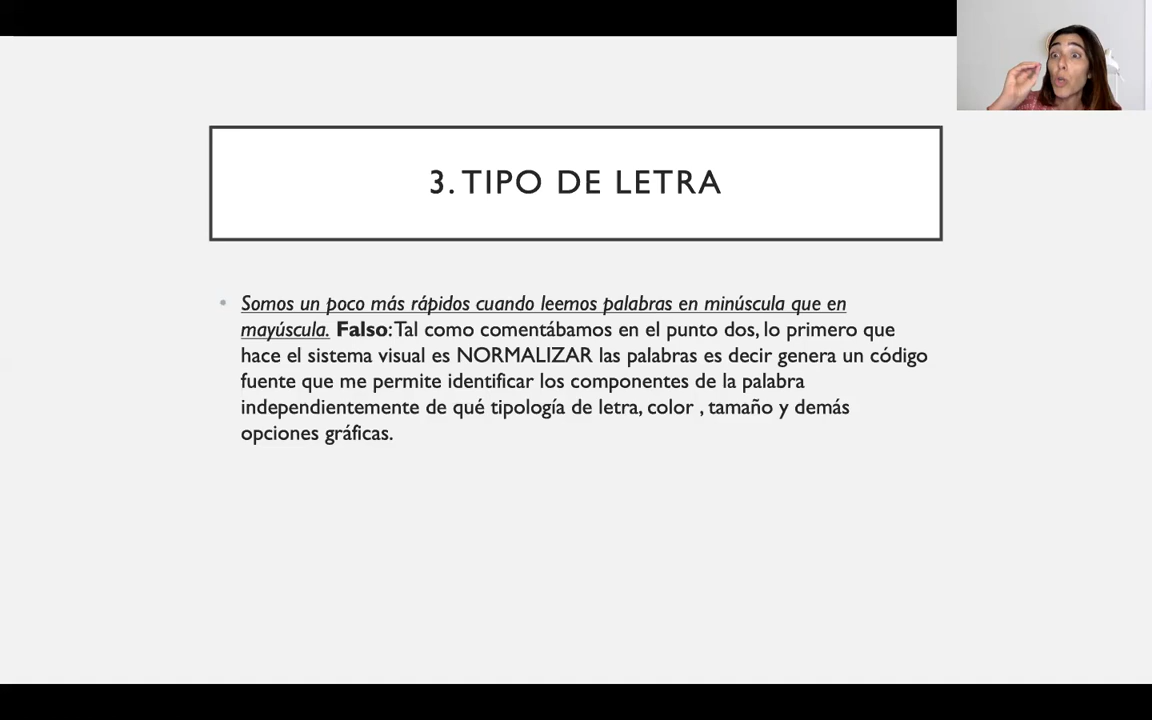 3. TIPO DE LETRA
• Somos un poco más rápidos cuando leemos palabras en minúscula que en
mayúscula. Falso: Tal como comentábamos en el punto dos, lo primero que
hace el sistema visual es NORMALIZAR las palabras es decir genera un código
fuente que me permite identificar los componentes de la palabra
independientemente de qué tipología de letra, color , tamaño y demás
opciones gráficas.